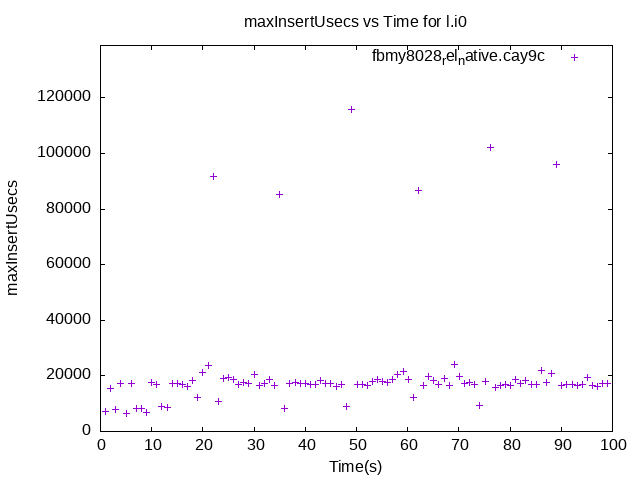 maxInsertUsecs vs Time for l.i0
fbmy8028relnative.cay9c
120000
100000
80000
60000
40000
20000
0
maxInsertUsecs
0 10 20 30 40 50 60 70 80 90 100
Time(s)